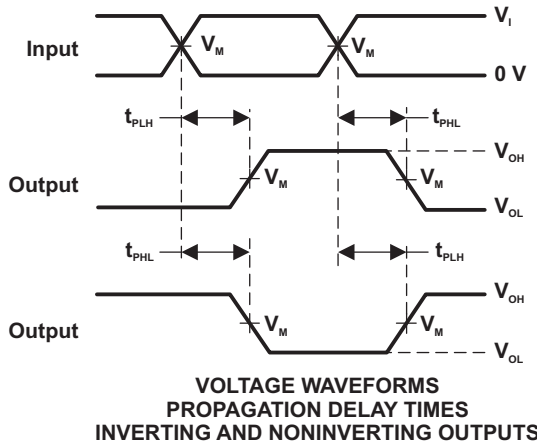 V_I
Input
V_M V_M
0 V
t_PLH t_PHL
V_OH
Output
V_M V_M
V_OL
t_PHL t_PLH
V_OH
Output
V_M V_M
V_OL
VOLTAGE WAVEFORMS
PROPAGATION DELAY TIMES
INVERTING AND NONINVERTING OUTPUTS